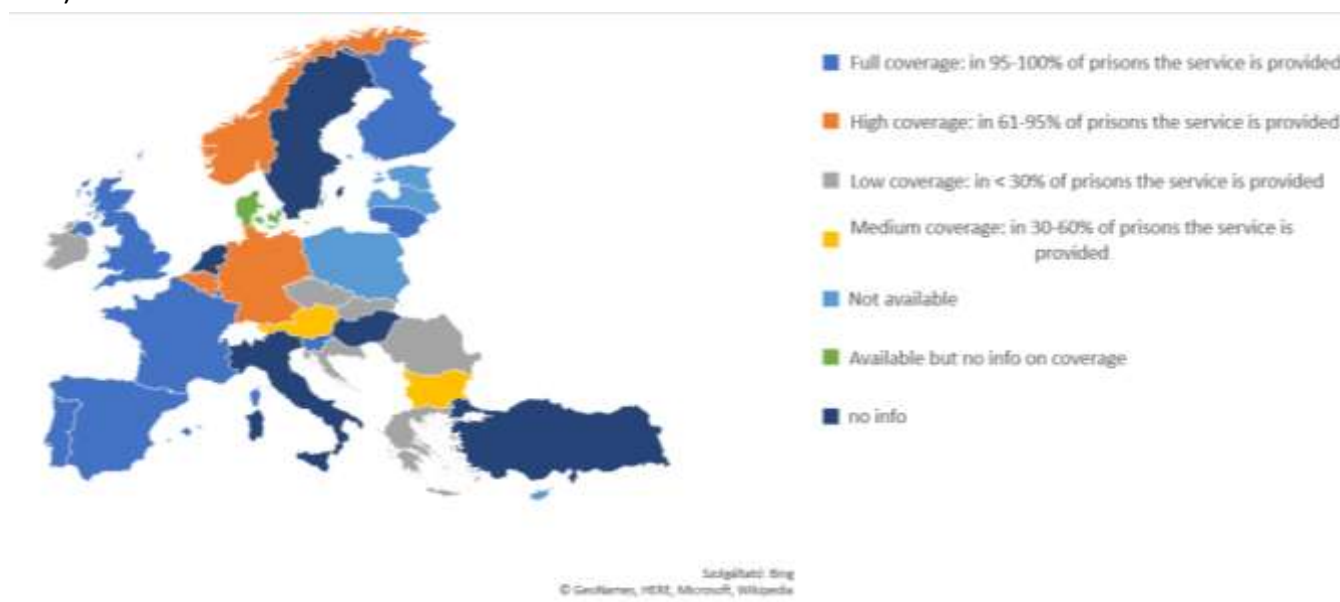 Full coverage: in 95-100% of prisons the service is provided
High coverage: in 61-95% of prisons the service is provided
Low coverage: in < 30% of prisons the service is provided
Medium coverage: in 30-60% of prisons the service is
provided
Not available
Available but no info on coverage
no info
Szolgáltató: Bing
© GeoNames, HERE, Microsoft, Wikipedia